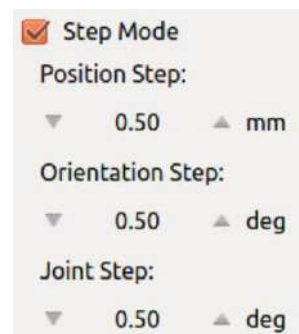 Step Mode
Position Step:
0.50 mm
Orientation Step:
0.50 deg
Joint Step:
0.50 deg